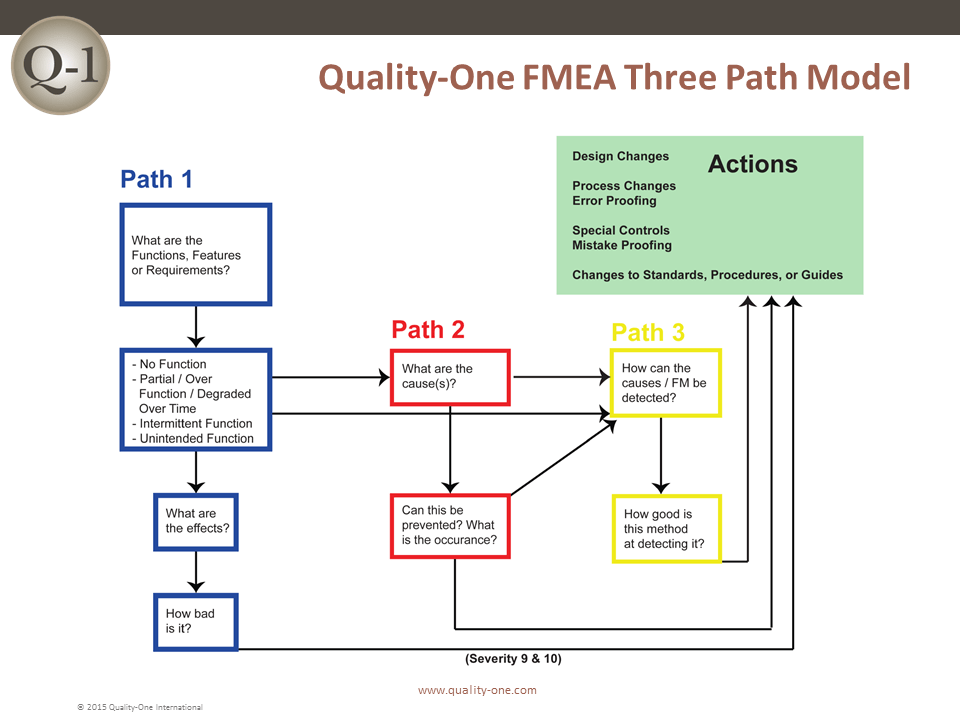 Q-1
Quality-One FMEA Three Path Model
Path 1
What are the
Functions, Features
or Requirements?
- No Function
- Partial / Over
Function / Degraded
Over Time
- Intermittent Function
- Unintended Function
What are
the effects?
How bad
is it?
(Severity 9 & 10)
Path 2
What are the
cause(s)?
Can this be
prevented? What
is the occurance?
Path 3
How can the
causes / FM be
detected?
How good is
this method
at detecting it?
Actions
Design Changes
Process Changes
Error Proofing
Special Controls
Mistake Proofing
Changes to Standards, Procedures, or Guides
www.quality-one.com
© 2015 Quality-One International